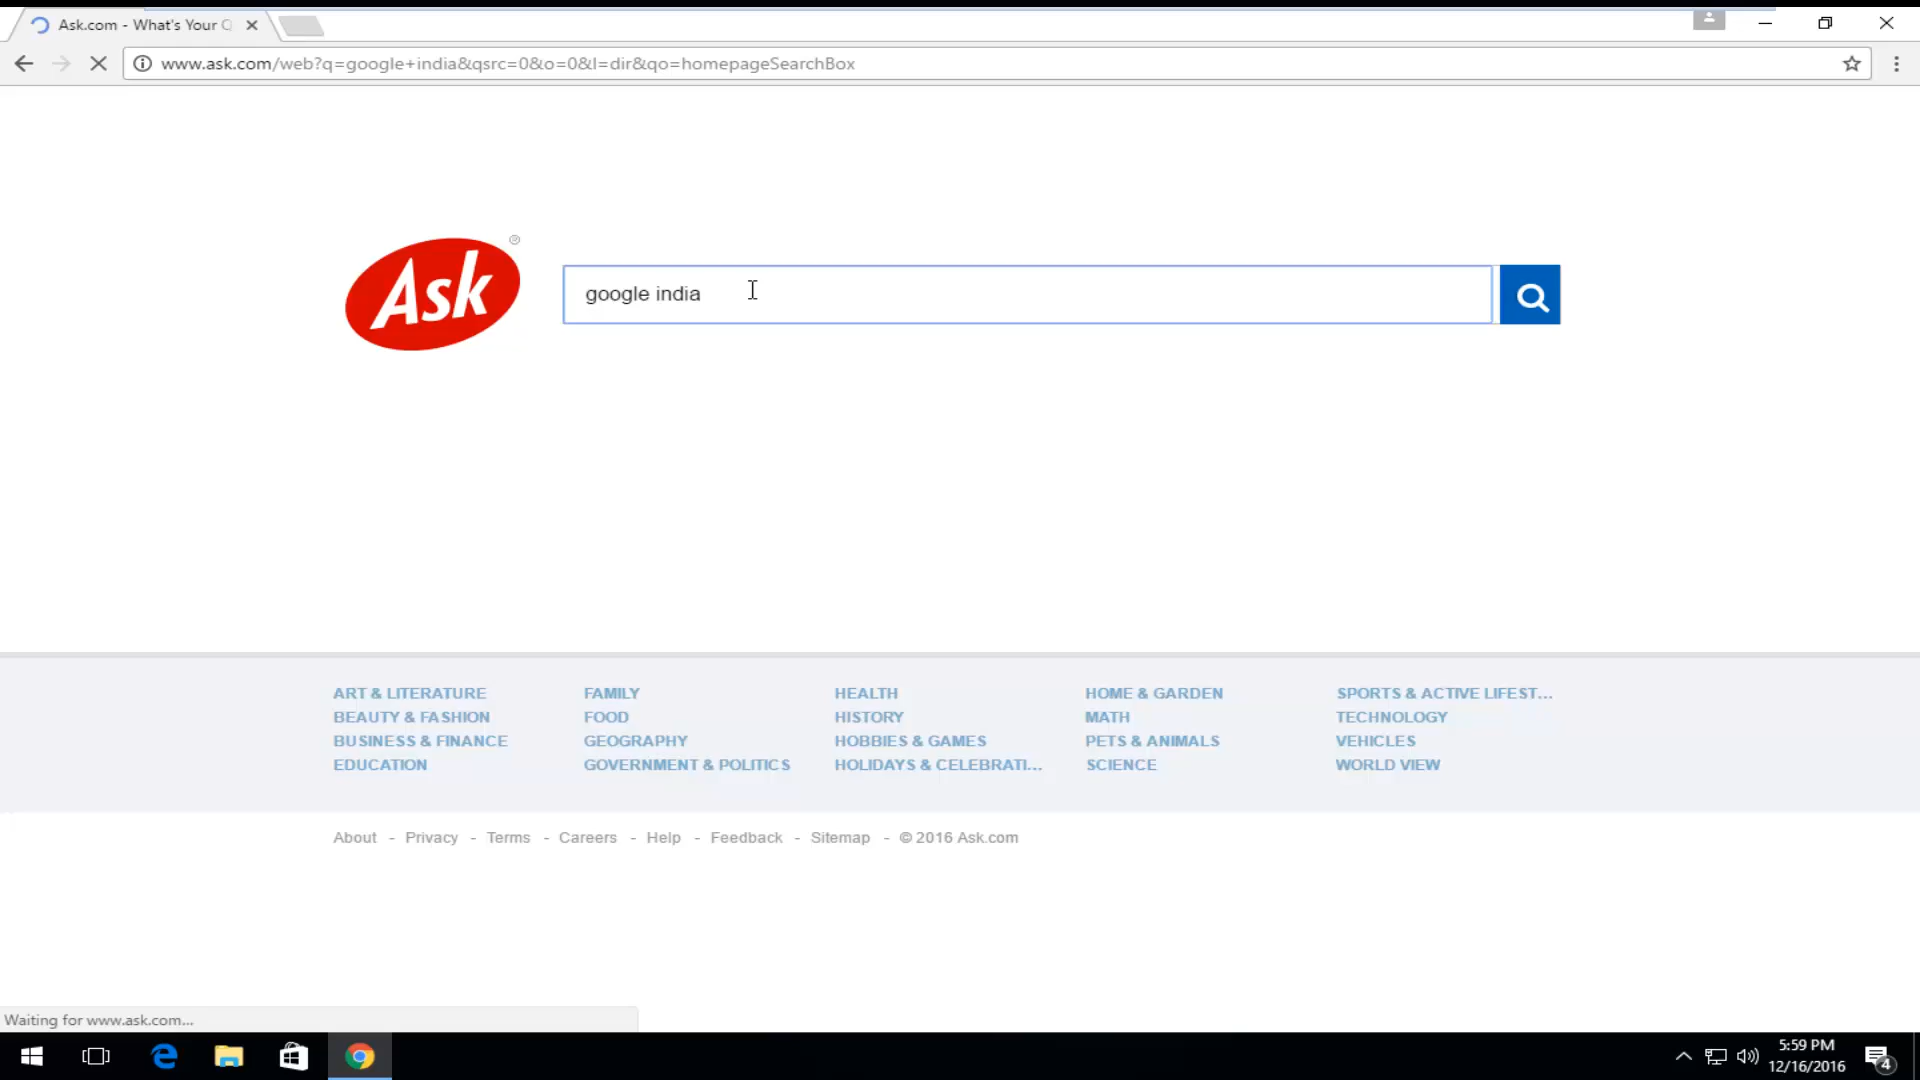 Ask.com - What's Your Q
www.ask.com/web?q=google+india&qsrc=0&o=0&l=dir&qo=homepageSearchBox
Ask ®
google india
ART & LITERATURE
BEAUTY & FASHION
BUSINESS & FINANCE
EDUCATION
FAMILY
FOOD
GEOGRAPHY
GOVERNMENT & POLITICS
HEALTH
HISTORY
HOBBIES & GAMES
HOLIDAYS & CELEBRATI...
HOME & GARDEN
MATH
PETS & ANIMALS
SCIENCE
SPORTS & ACTIVE LIFEST...
TECHNOLOGY
VEHICLES
WORLD VIEW
About - Privacy - Terms - Careers - Help - Feedback - Sitemap - © 2016 Ask.com
Waiting for www.ask.com...
5:59 PM
12/16/2016
4